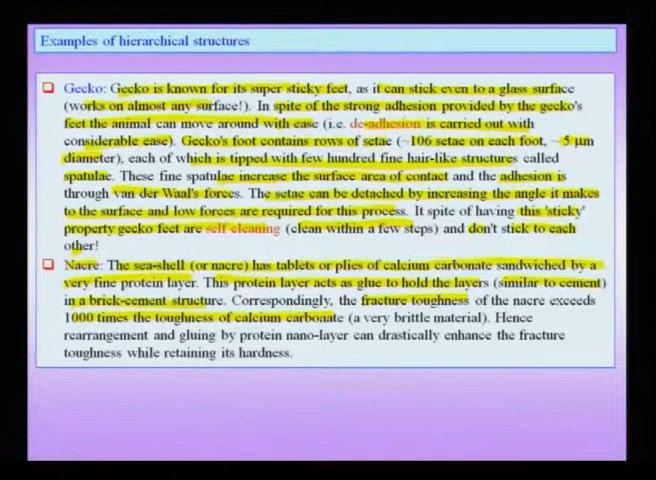 Examples of hierarchical structures
Gecko: Gecko is known for its super sticky feet, as it can stick even to a glass surface
(works on almost any surface!). In spite of the strong adhesion provided by the gecko's
feet the animal can move around with ease (i.e. de-adhesion is carried out with
considerable ease). Gecko's foot contains rows of setae (~106 setae on each foot, ~ 5 µm
diameter), each of which is tipped with few hundred fine hair-like structures called
spatulae. These fine spatulae increase the surface area of contact and the adhesion is
through van der Waal's forces. The setae can be detached by increasing the angle it makes
to the surface and low forces are required for this process. It spite of having this 'sticky'
property gecko feet are self cleaning (clean within a few steps) and don't stick to each
other!
Nacre: The sea-shell (or nacre) has tablets or plies of calcium carbonate sandwiched by a
very fine protein layer. This protein layer acts as glue to hold the layers (similar to cement)
in a brick-cement structure. Correspondingly, the fracture toughness of the nacre exceeds
1000 times the toughness of calcium carbonate (a very brittle material). Hence
rearrangement and gluing by protein nano-layer can drastically enhance the fracture
toughness while retaining its hardness.